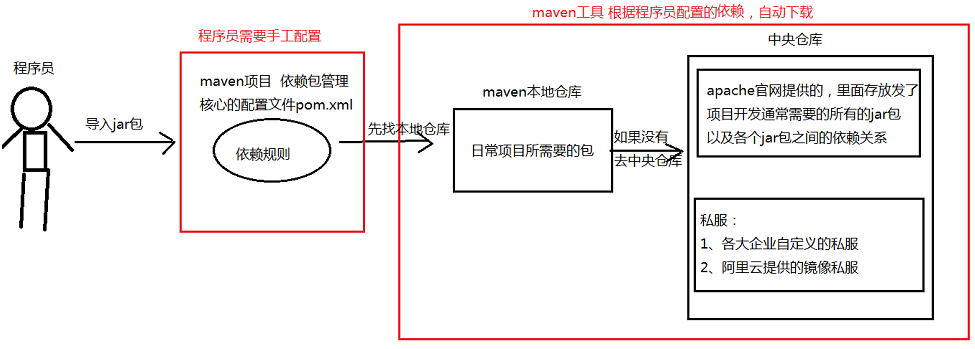 maven工具 根据程序员配置的依赖，自动下载
程序员需要手工配置
中央仓库
程序员
maven项目 依赖包管理
核心的配置文件pom.xml
依赖规则
导入jar包
先找本地仓库
maven本地仓库
日常项目所需要的包
如果没有
去中央仓库
apache官网提供的，里面存放发了
项目开发通常需要的所有的jar包
以及各个jar包之间的依赖关系
私服：
1、各大企业自定义的私服
2、阿里云提供的镜像私服